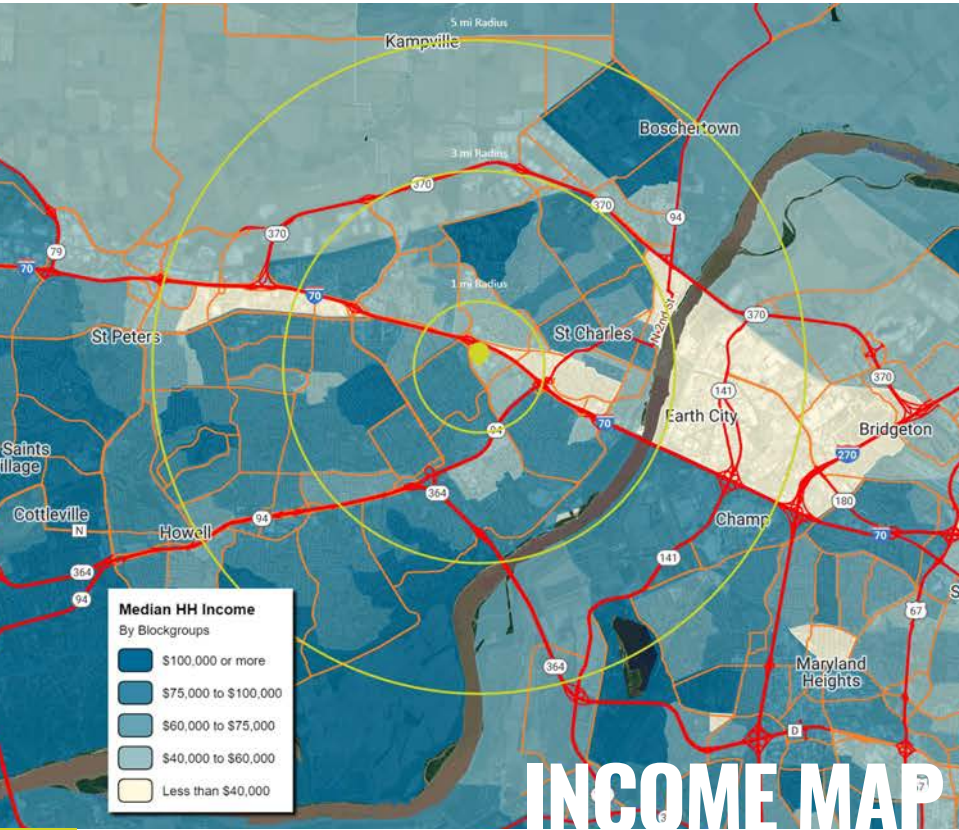 5 mi Radius
Kampville
Boschertown
3 mi Radius
370
370
94
370
79
70
1 mi Radius
70
370
St Peters
St Charles
N 2nd St
370
141
Earth City
Bridgeton
94
70
270
Saints
illage
364
180
Cottleville
N
Howell
94
Champ
70
141
364
94
67
S
Median HH Income
By Blockgroups
$100,000 or more
$75,000 to $100,000
$60,000 to $75,000
$40,000 to $60,000
Less than $40,000
364
Maryland
Heights
D
INCOME MAP